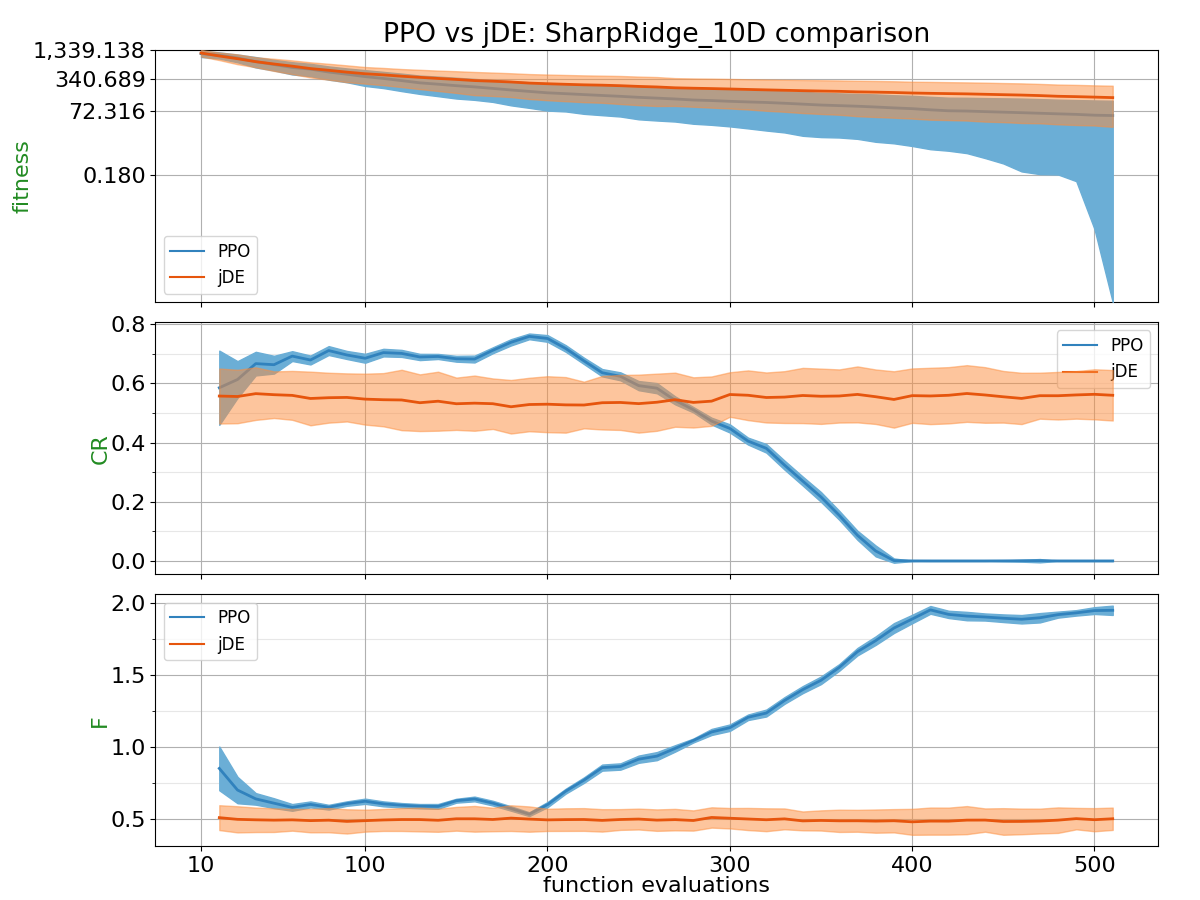 PPO vs jDE: SharpRidge_10D comparison
1,339.138
340.689
72.316
0.180
fitness
PPO
jDE
0.8
0.6
0.4
0.2
0.0
CR
PPO
jDE
2.0
1.5
1.0
0.5
F
PPO
jDE
10 100 200 300 400 500
function evaluations